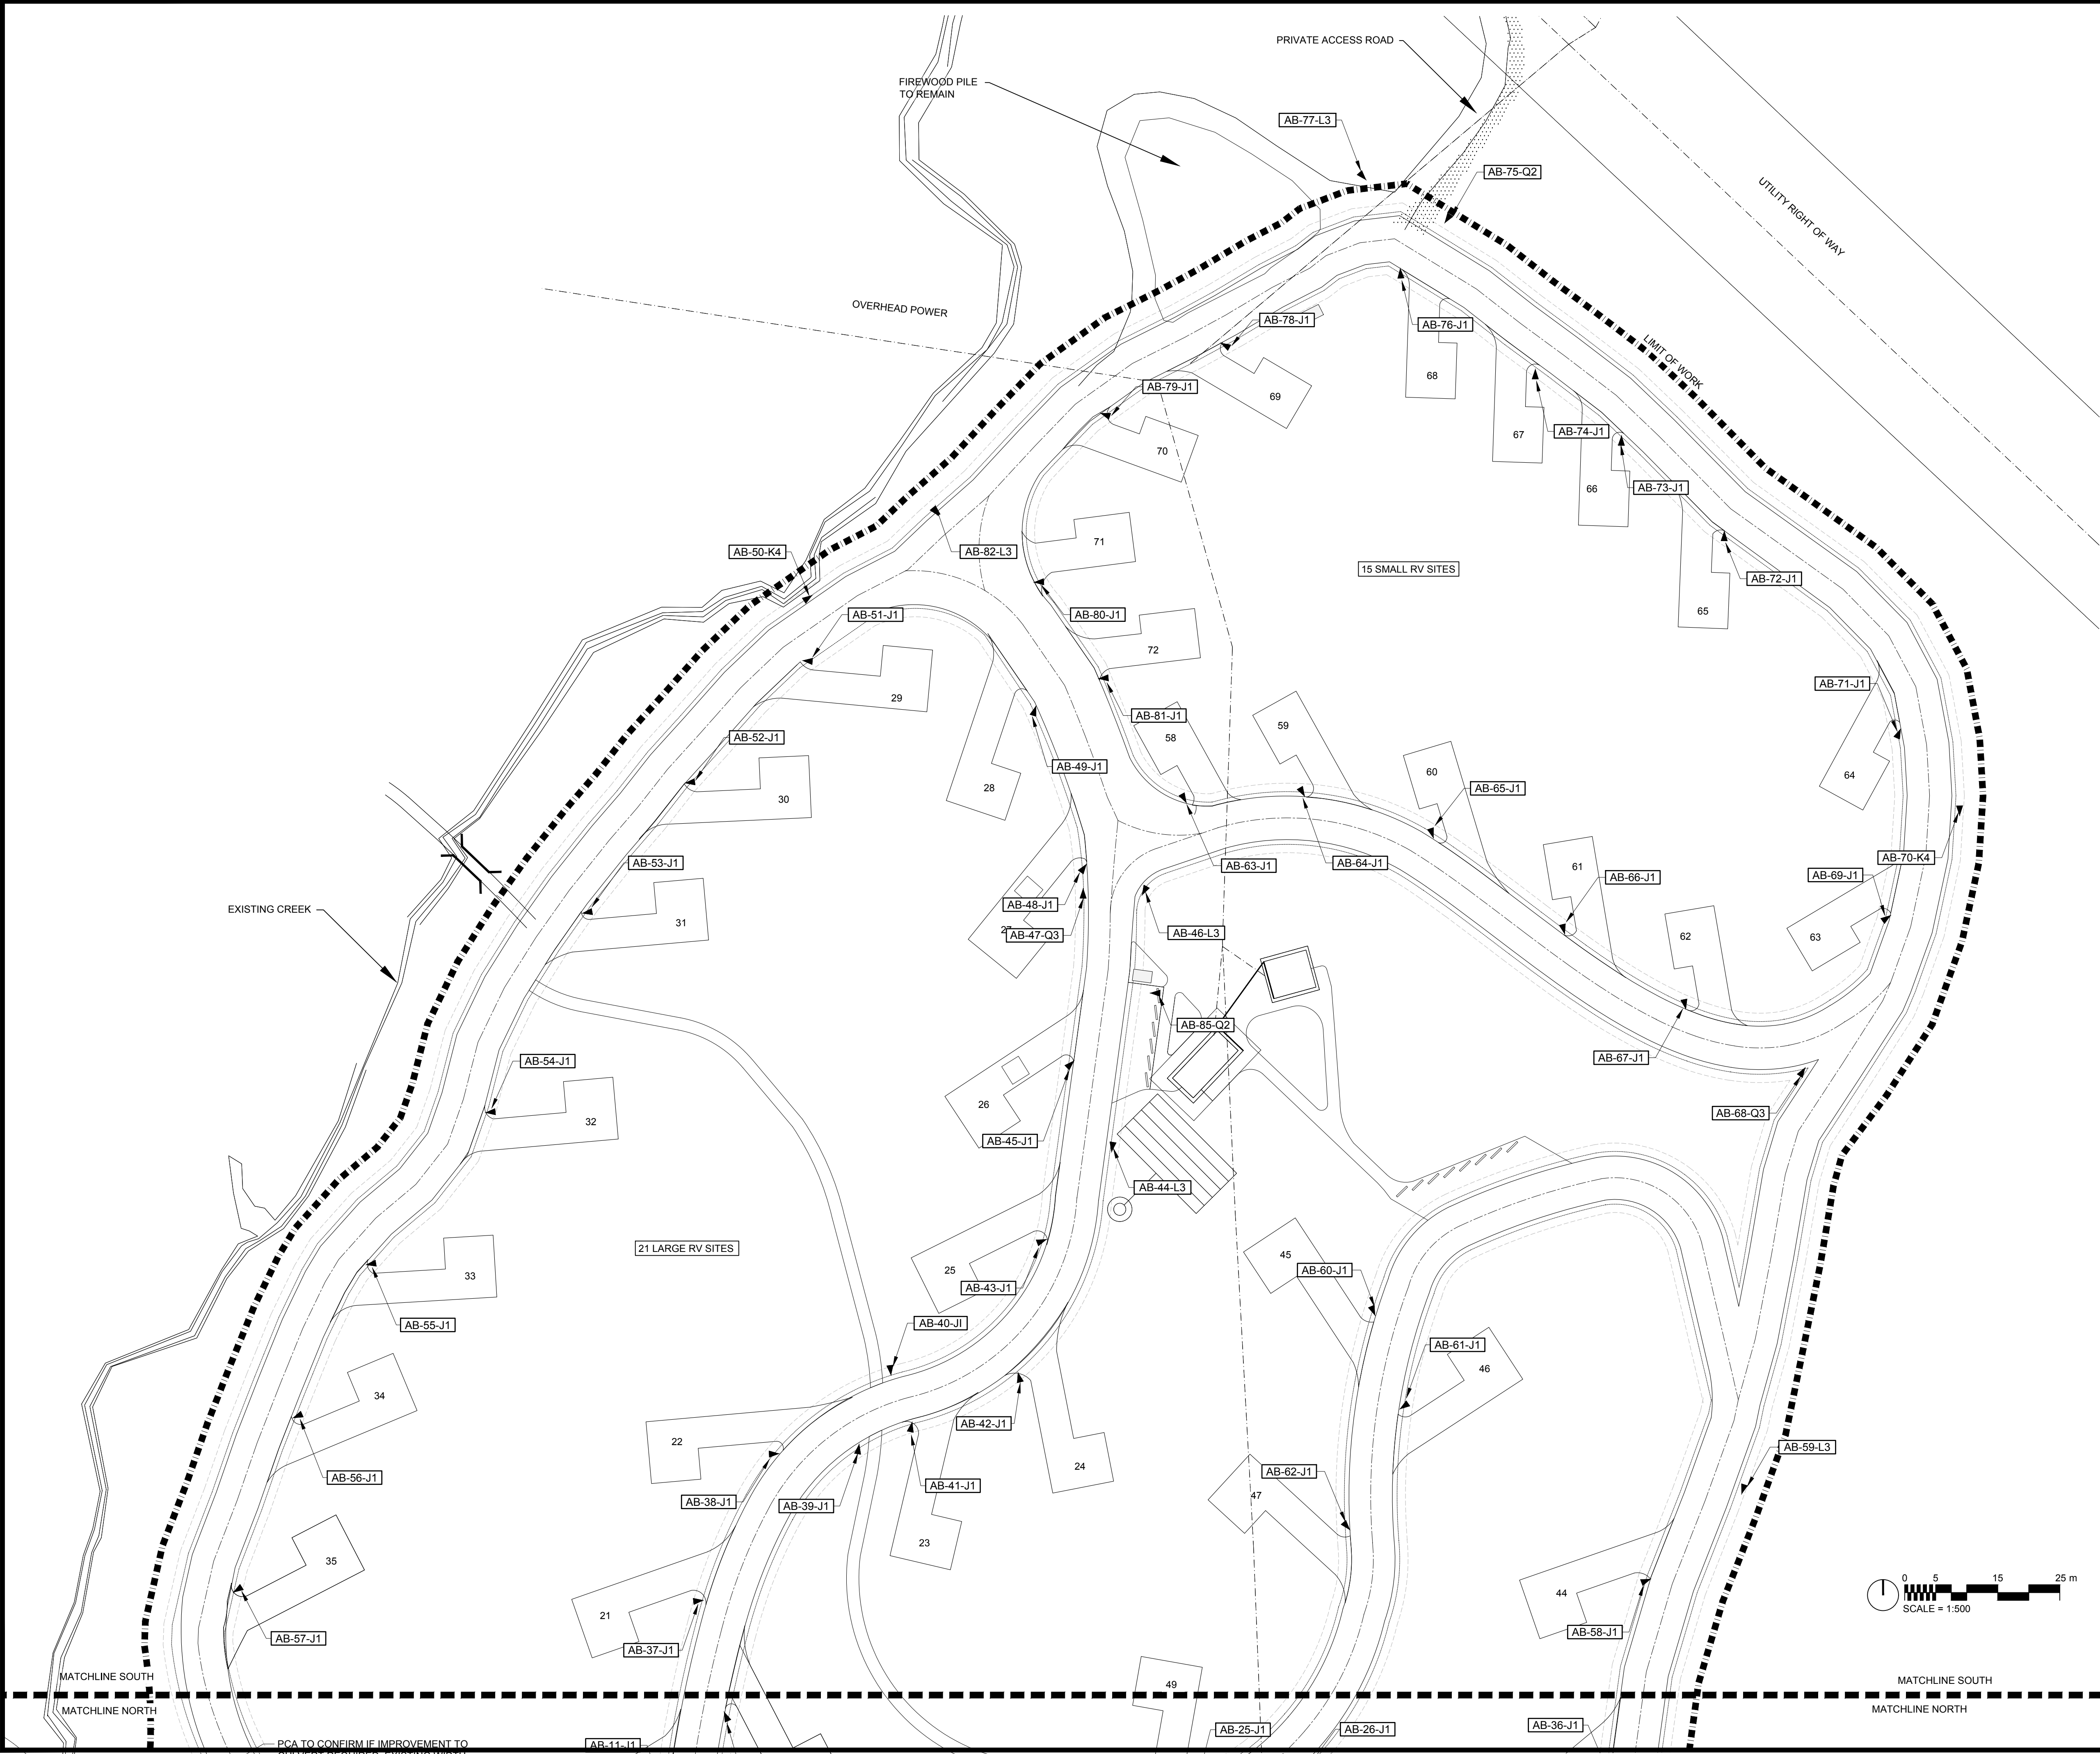 PRIVATE ACCESS ROAD
FIREWOOD PILE
TO REMAIN
AB-77-L3
AB-75-Q2
UTILITY RIGHT OF WAY
OVERHEAD POWER
AB-78-J1
AB-76-J1
LIMIT OF WORK
68
AB-79-J1
69
AB-74-J1
67
70
AB-73-J1
66
71
AB-50-K4
AB-82-L3
15 SMALL RV SITES
AB-72-J1
65
AB-51-J1
AB-80-J1
72
AB-71-J1
29
AB-81-J1
59
AB-52-J1
58
AB-49-J1
60
64
28
AB-65-J1
30
AB-53-J1
AB-64-J1
AB-63-J1
61
AB-70-K4
AB-66-J1
AB-69-J1
AB-48-J1
EXISTING CREEK
31
27
AB-47-Q3
AB-46-L3
62
63
AB-85-Q2
AB-54-J1
AB-67-J1
26
AB-68-Q3
32
AB-45-J1
AB-44-L3
21 LARGE RV SITES
45
25
AB-60-J1
33
AB-43-J1
AB-55-J1
AB-40-JI
AB-61-J1
46
34
AB-42-J1
22
AB-59-L3
24
AB-56-J1
AB-62-J1
AB-41-J1
47
AB-38-J1
AB-39-J1
23
35
0 5 15 25 m
SCALE = 1:500
44
21
AB-58-J1
AB-57-J1
AB-37-J1
MATCHLINE SOUTH
MATCHLINE SOUTH
49
MATCHLINE NORTH
MATCHLINE NORTH
AB-25-J1
AB-26-J1
AB-36-J1
PCA TO CONFIRM IF IMPROVEMENT TO
AB-11-J1